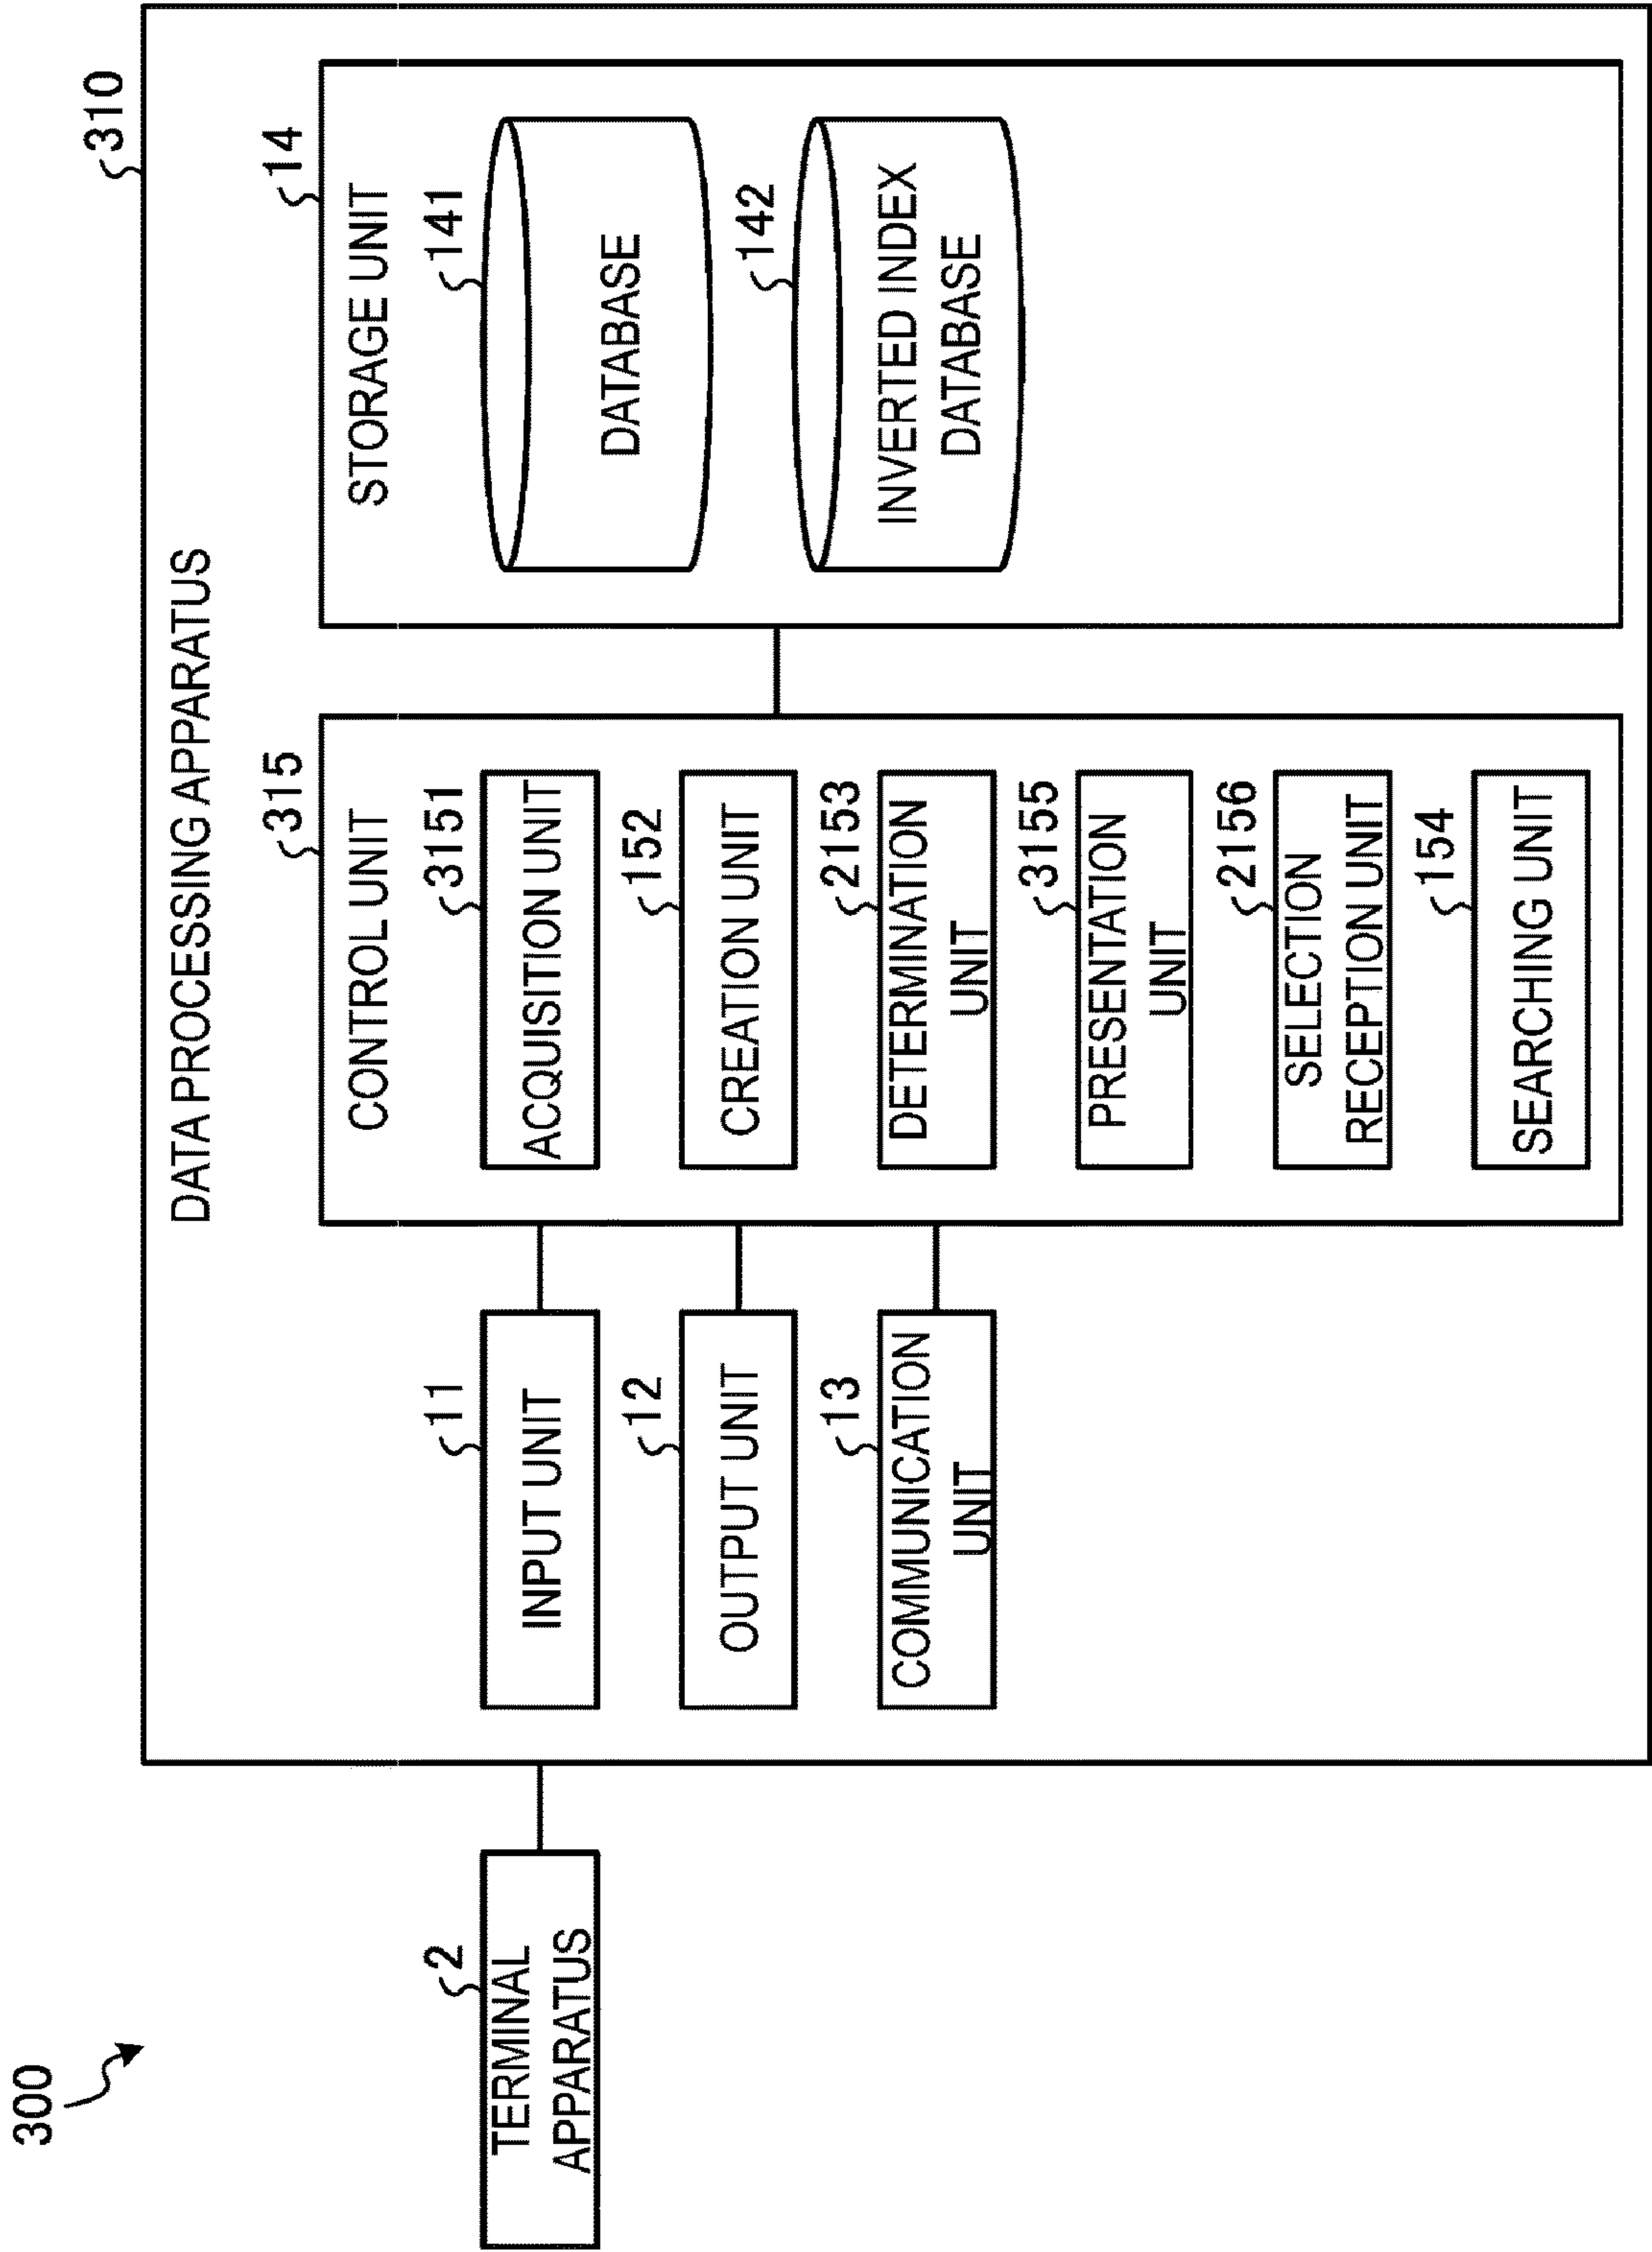 300
2
TERMINAL
APPARATUS
310
DATA PROCESSING APPARATUS
11
INPUT UNIT
12
OUTPUT UNIT
13
COMMUNICATION
UNIT
315
CONTROL UNIT
3151
ACQUISITION UNIT
152
CREATION UNIT
2153
DETERMINATION
UNIT
3155
PRESENTATION
UNIT
2156
SELECTION
RECEPTION UNIT
154
SEARCHING UNIT
14
STORAGE UNIT
141
DATABASE
142
INVERTED INDEX
DATABASE